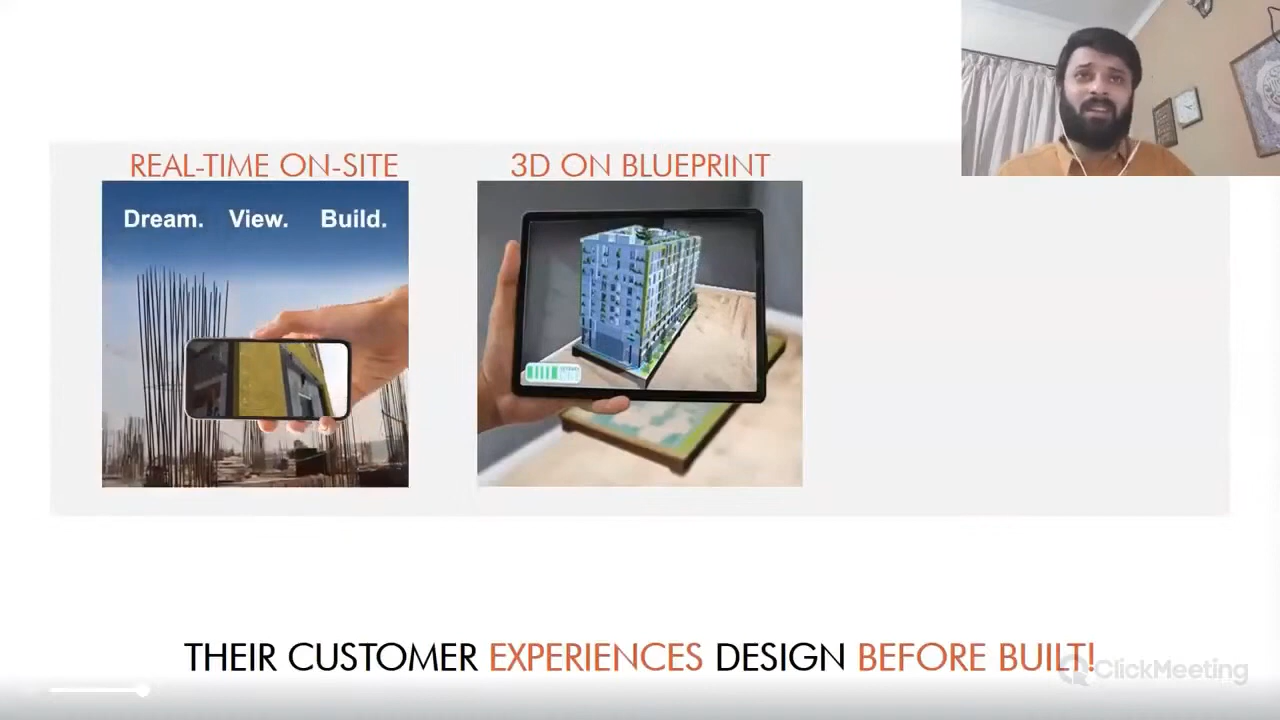 REAL-TIME ON-SITE
Dream. View. Build.
3D ON BLUEPRINT
THEIR CUSTOMER EXPERIENCES DESIGN BEFORE BUILT!
ClickMeeting